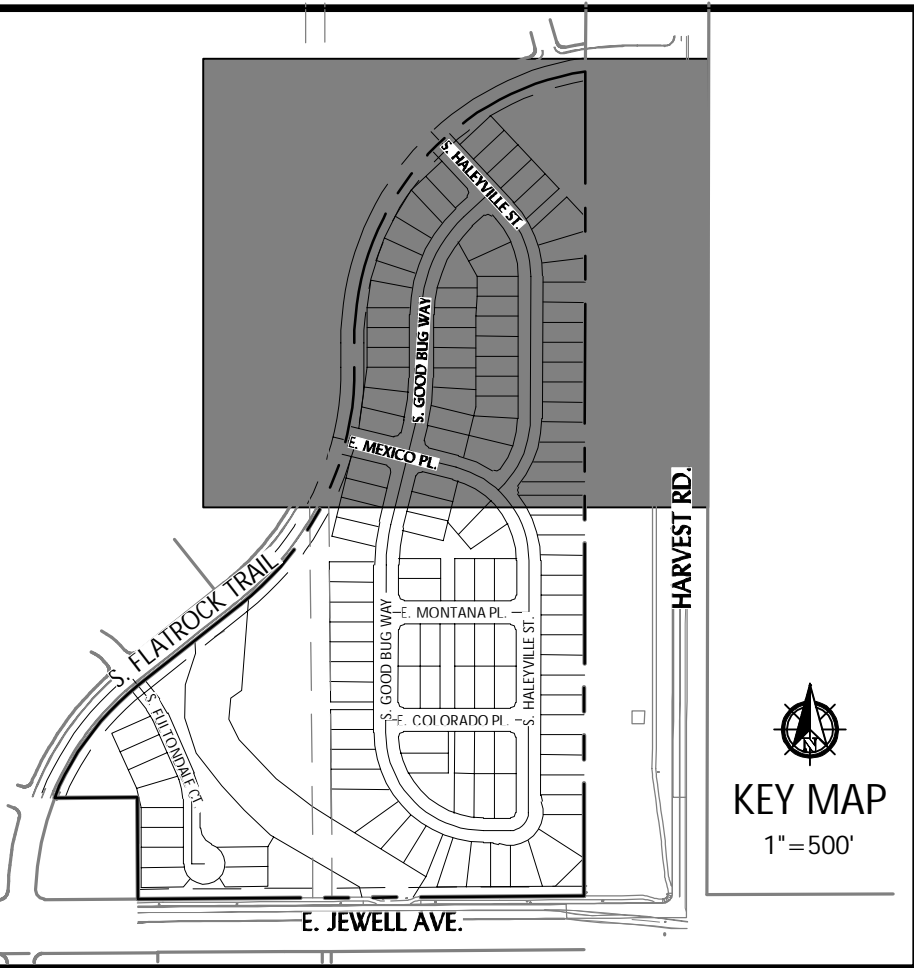 S. HALEYVILLE ST.
S. GOOD BUG WAY
E. MEXICO PL.
HARVEST RD.
S. FLATROCK TRAIL
E. MONTANA PL.
S. GOOD BUG WAY
S. HALEYVILLE ST.
S. FULTONDALE CT.
E. COLORADO PL.
N
KEY MAP
1"=500'
E. JEWELL AVE.